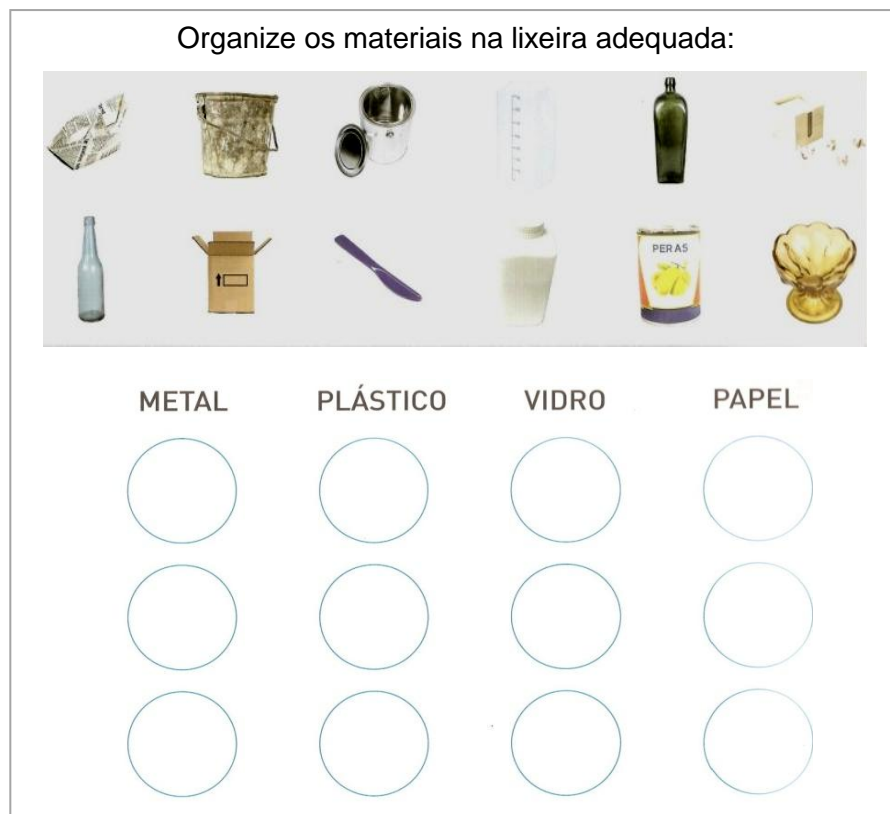 Organize os materiais na lixeira adequada:
PERAS
METAL PLÁSTICO VIDRO PAPEL